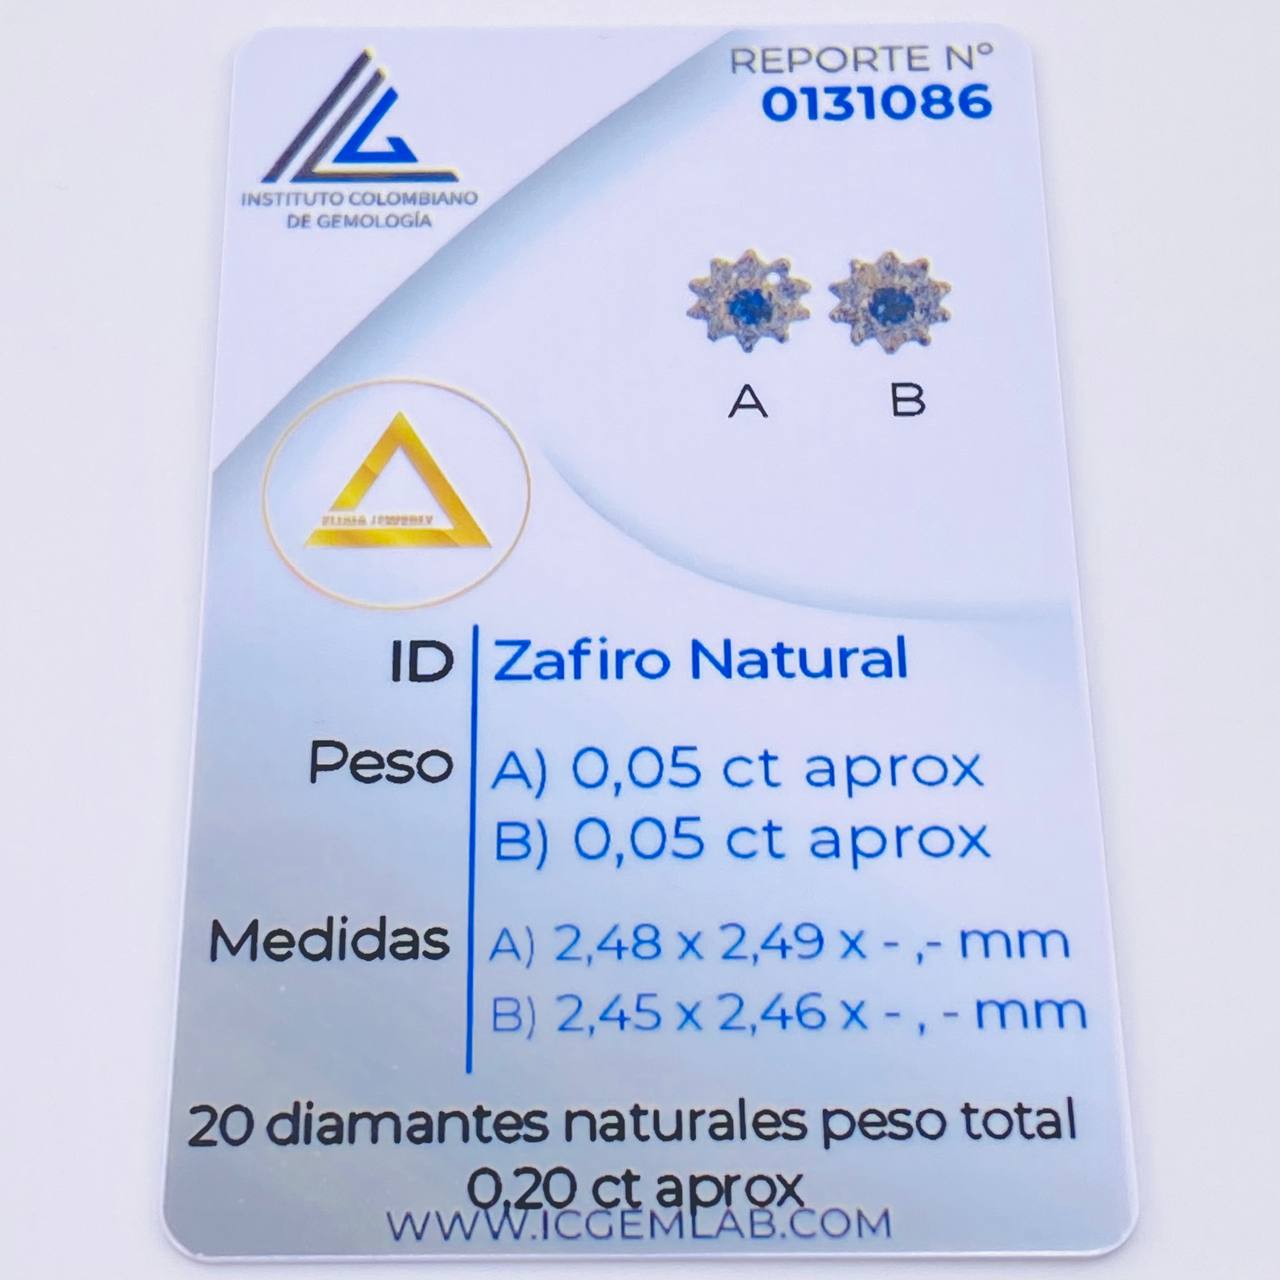 REPORTE Nº
0131086
INSTITUTO COLOMBIANO
DE GEMOLOGÍA
A B
ID Zafiro Natural
Peso A) 0,05 ct aprox
B) 0,05 ct aprox
Medidas A) 2,48 x 2,49 x - ,- mm
B) 2,45 x 2,46 x - , - mm
20 diamantes naturales peso total
0,20 ct aprox
WWW.ICGEMLAB.COM